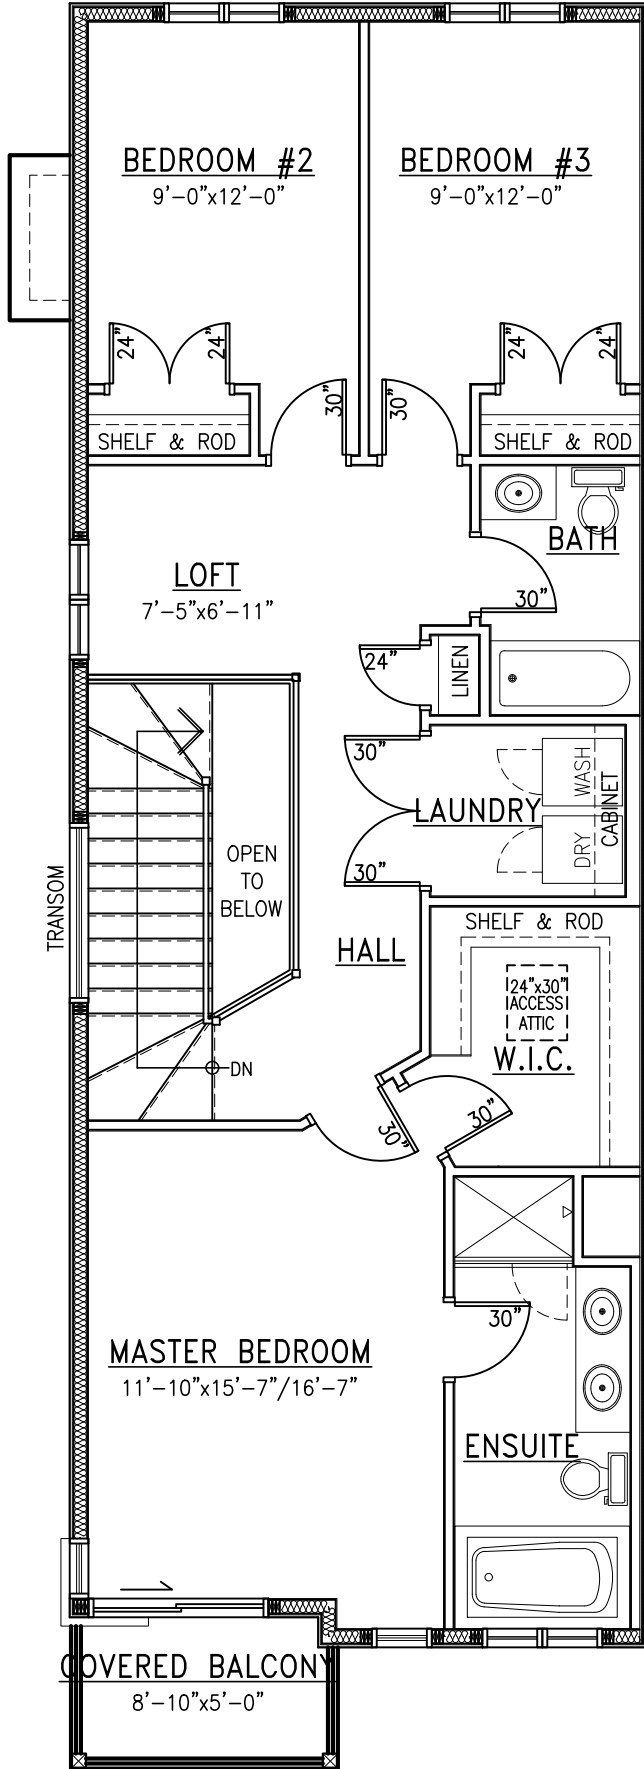 BEDROOM #2
9'-0"x12'-0"
BEDROOM #3
9'-0"x12'-0"
24"
24"
24"
24"
30"
30"
SHELF & ROD
SHELF & ROD
BATH
LOFT
7'-5"x6'-11"
30"
24"
LINEN
30"
WASH
CABINET
LAUNDRY
DRY
OPEN
TO
BELOW
30"
TRANSOM
SHELF & ROD
HALL
24"x30"
ACCESS
ATTIC
W.I.C.
DN
30"
30"
30"
MASTER BEDROOM
11'-10"x15'-7"/16'-7"
ENSUITE
COVERED BALCONY
8'-10"x5'-0"